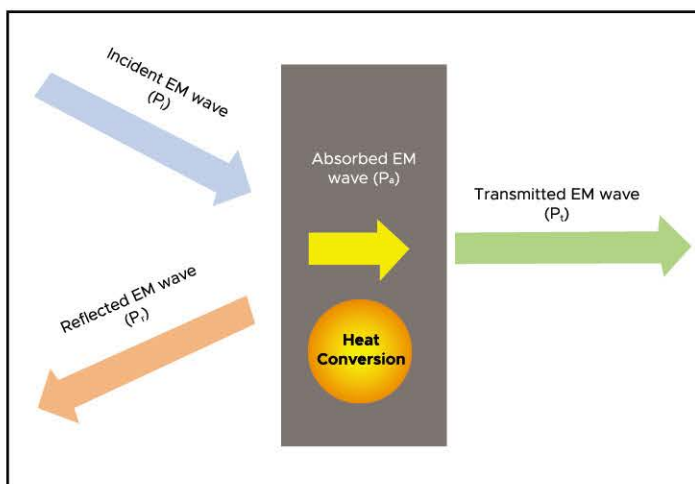 Incident EM wave
(Pᵢ)
Absorbed EM
wave (Pₐ)
Transmitted EM wave
(Pₜ)
Reflected EM wave
(Pᵣ)
Heat
Conversion